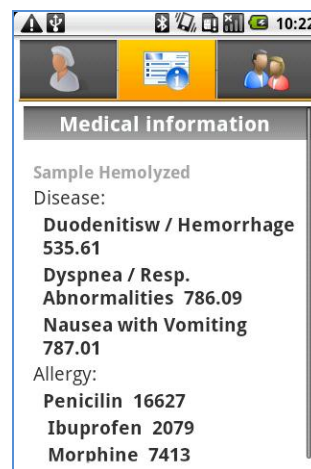 10:22
Medical information
Sample Hemolyzed
Disease:
Duodenitisw / Hemorrhage
535.61
Dyspnea / Resp.
Abnormalities 786.09
Nausea with Vomiting
787.01
Allergy:
Penicilin 16627
Ibuprofen 2079
Morphine 7413